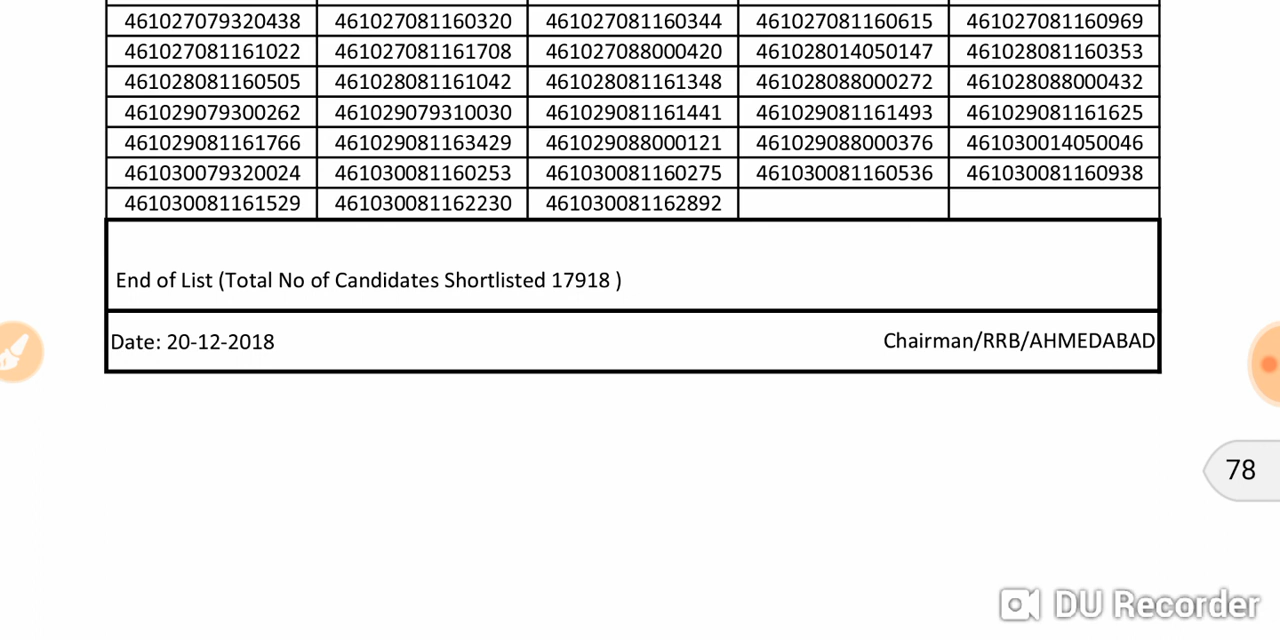 461027079320438 461027081160320 461027081160344 461027081160615 461027081160969
461027081161022 461027081161708 461027088000420 461028014050147 461028081160353
461028081160505 461028081161042 461028081161348 461028088000272 461028088000432
461029079300262 461029079310030 461029081161441 461029081161493 461029081161625
461029081161766 461029081163429 461029088000121 461029088000376 461030014050046
461030079320024 461030081160253 461030081160275 461030081160536 461030081160938
461030081161529 461030081162230 461030081162892
End of List (Total No of Candidates Shortlisted 17918 )
Date: 20-12-2018 Chairman/RRB/AHMEDABAD
78
DU Recorder